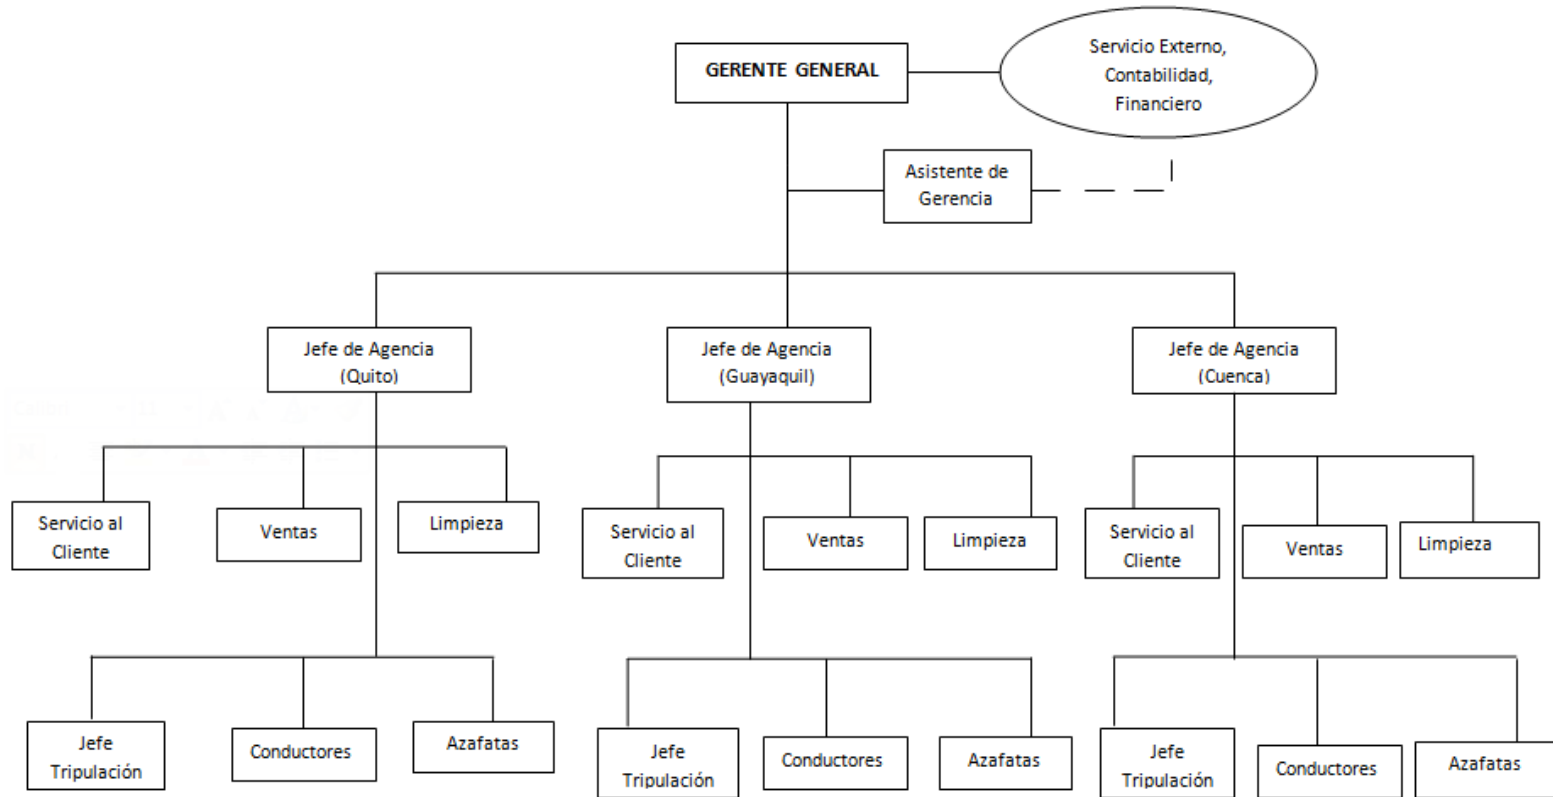 GERENTE GENERAL
Servicio Externo,
Contabilidad,
Financiero
Asistente de
Gerencia
Jefe de Agencia
(Quito)
Jefe de Agencia
(Guayaquil)
Jefe de Agencia
(Cuenca)
Servicio al
Cliente
Ventas
Limpieza
Servicio al
Cliente
Ventas
Limpieza
Servicio al
Cliente
Ventas
Limpieza
Jefe
Tripulación
Conductores
Azafatas
Jefe
Tripulación
Conductores
Azafatas
Jefe
Tripulación
Conductores
Azafatas